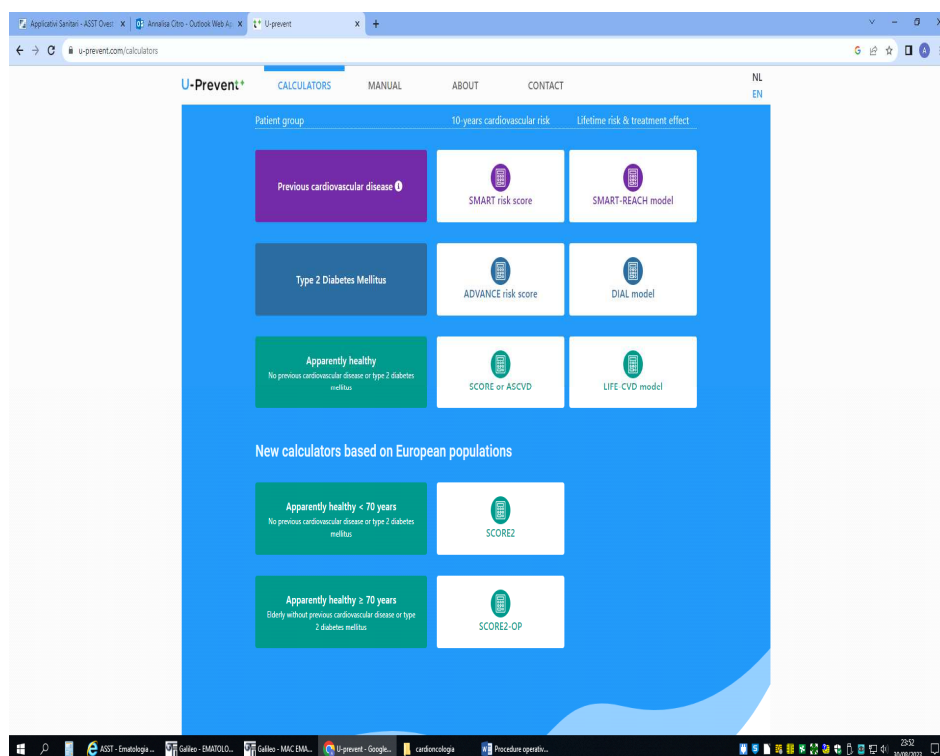 Applicativi Sanitari - ASST Ovest
Annalisa Citro - Outlook Web Ap
U-prevent
u-prevent.com/calculators
U-Prevent
CALCULATORS
MANUAL
ABOUT
CONTACT
NL
EN
Patient group
10-years cardiovascular risk
Lifetime risk & treatment effect
Previous cardiovascular disease
SMART risk score
SMART-REACH model
Type 2 Diabetes Mellitus
ADVANCE risk score
DIAL model
Apparently healthy
No previous cardiovascular disease or type 2 diabetes
mellitus
SCORE or ASCVD
LIFE-CVD model
New calculators based on European populations
Apparently healthy < 70 years
No previous cardiovascular disease or type 2 diabetes
mellitus
SCORE2
Apparently healthy ≥ 70 years
Elderly without previous cardiovascular disease or type
2 diabetes mellitus
SCORE2-OP
ASST - Ematologia ...
Galileo - EMATOLO...
Galileo - MAC EMA...
U-prevent - Google...
cardioncologia
Procedure operativ...
23:52
30/08/2023